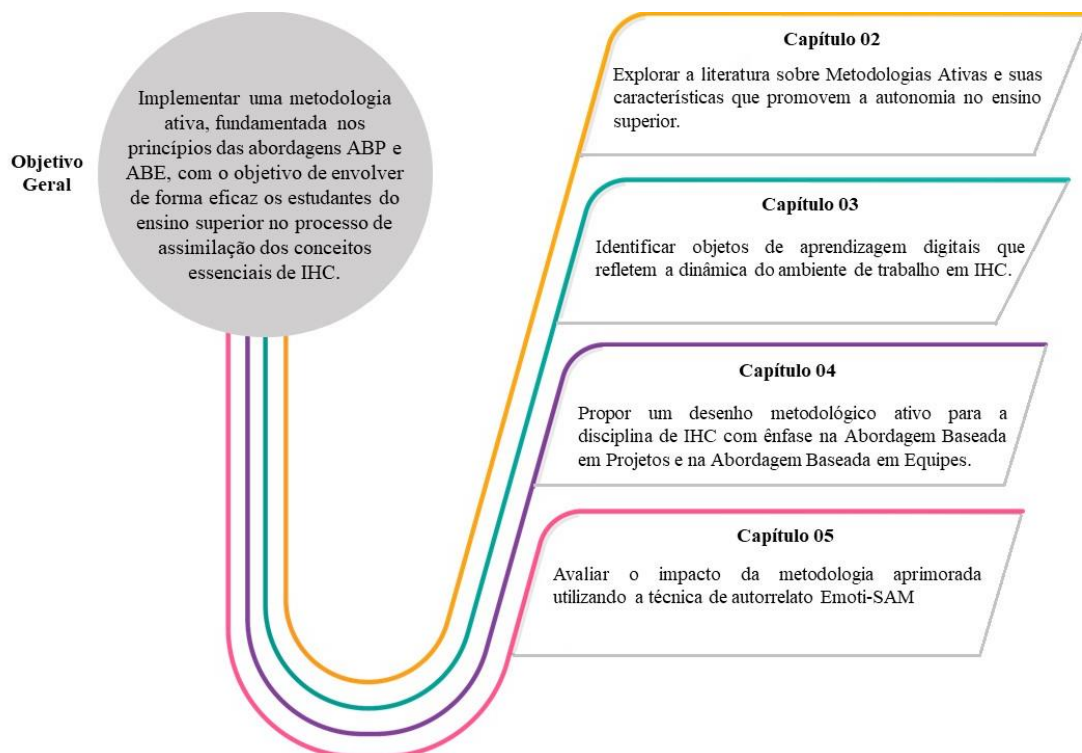 Objetivo
Geral
Implementar uma metodologia
ativa, fundamentada nos
princípios das abordagens ABP e
ABE, com o objetivo de envolver
de forma eficaz os estudantes do
ensino superior no processo de
assimilação dos conceitos
essenciais de IHC.
Capítulo 02
Explorar a literatura sobre Metodologias Ativas e suas
características que promovem a autonomia no ensino
superior.
Capítulo 03
Identificar objetos de aprendizagem digitais que
refletem a dinâmica do ambiente de trabalho em IHC.
Capítulo 04
Propor um desenho metodológico ativo para a
disciplina de IHC com ênfase na Abordagem Baseada
em Projetos e na Abordagem Baseada em Equipes.
Capítulo 05
Avaliar o impacto da metodologia aprimorada
utilizando a técnica de autorrelato Emoti-SAM